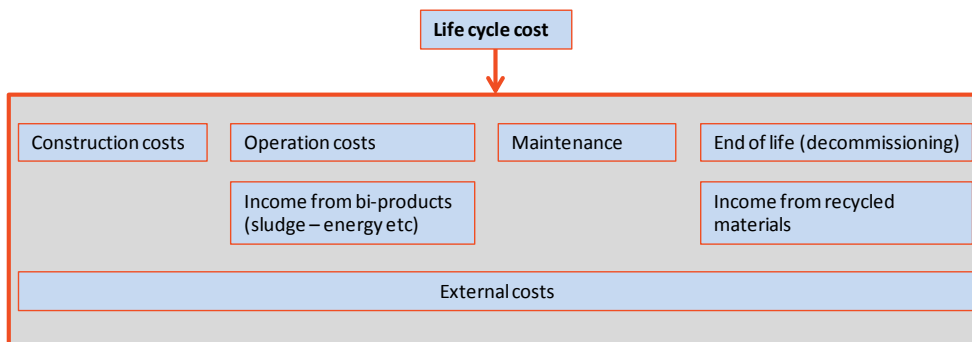 Life cycle cost
Construction costs
Operation costs
Maintenance
End of life (decommissioning)
Income from bi-products
(sludge – energy etc)
Income from recycled
materials
External costs